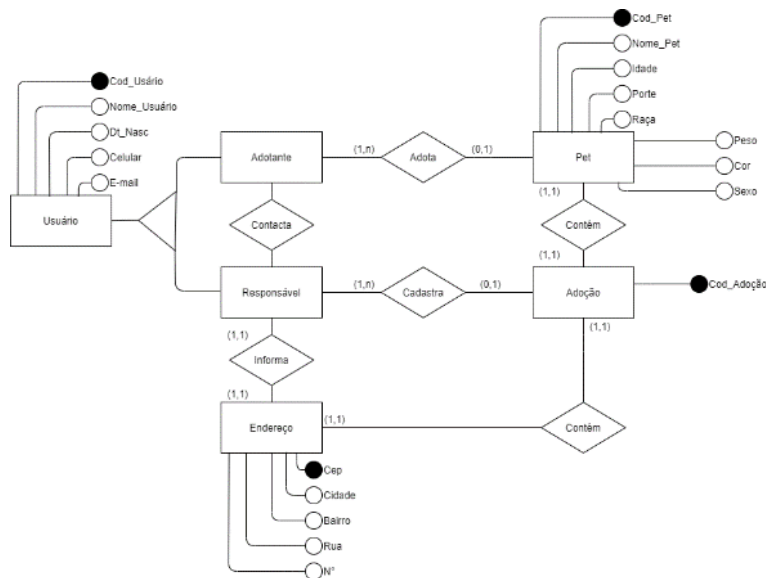 Cod_Pet
Nome_Pet
Idade
Porte
Raça
Cod_Usário
Nome_Usuário
Dt_Nasc
Celular
E-mail
Peso
Cor
Sexo
Adotante
(1,n)
Adota
(0,1)
Pet
Usuário
(1,1)
Contacta
Contêm
(1,1)
Responsável
(1,n)
Cadastra
(0,1)
Adoção
Cod_Adoção
(1,1)
(1,1)
Informa
(1,1)
Endereço
(1,1)
Contêm
Cep
Cidade
Bairro
Rua
N°